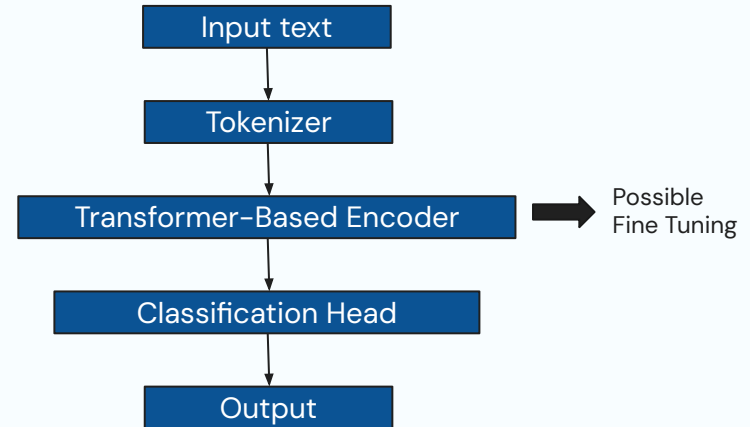 Input text
Tokenizer
Transformer-Based Encoder
Possible
Fine Tuning
Classification Head
Output